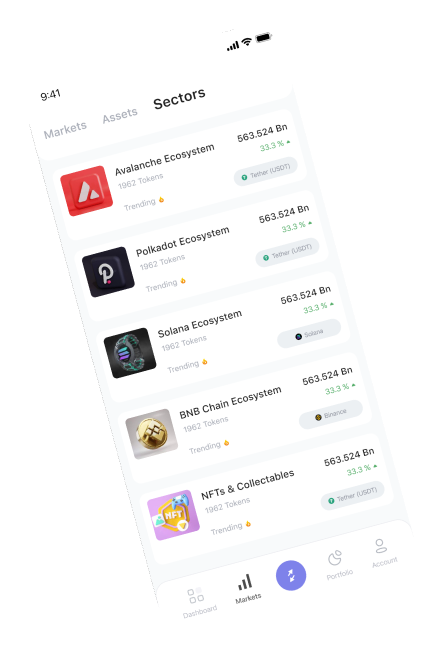 9:41
Markets Assets Sectors
Avalanche Ecosystem 563.524 Bn
1962 Tokens 33.3 %
Trending Tether (USDT)
Polkadot Ecosystem 563.524 Bn
1962 Tokens 33.3 %
Trending Tether (USDT)
Solana Ecosystem 563.524 Bn
1962 Tokens 33.3 %
Trending Solana
BNB Chain Ecosystem 563.524 Bn
1962 Tokens 33.3 %
Trending Binance
NFTs & Collectables 563.524 Bn
1962 Tokens 33.3 %
NFT
Trending Tether (USDT)
Dashboard Markets Portfolio Account